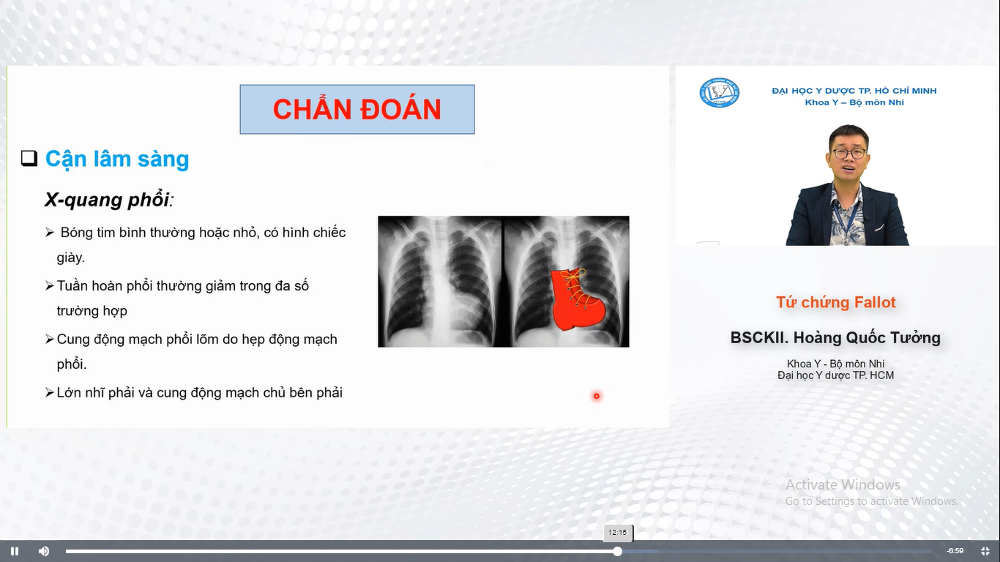 CHẨN ĐOÁN
Cận lâm sàng
X-quang phổi:
Bóng tim bình thường hoặc nhỏ, có hình chiếc
giày.
Tuần hoàn phổi thường giảm trong đa số
trường hợp
Cung động mạch phổi lõm do hẹp động mạch
phổi.
Lớn nhĩ phải và cung động mạch chủ bên phải
ĐẠI HỌC Y DƯỢC TP. HỒ CHÍ MINH
Khoa Y – Bộ môn Nhi
Tứ chứng Fallot
BSCKII. Hoàng Quốc Tưởng
Khoa Y - Bộ môn Nhi
Đại học Y dược TP. HCM
Activate Windows
Go to Settings to activate Windows.
12:15
-6:59